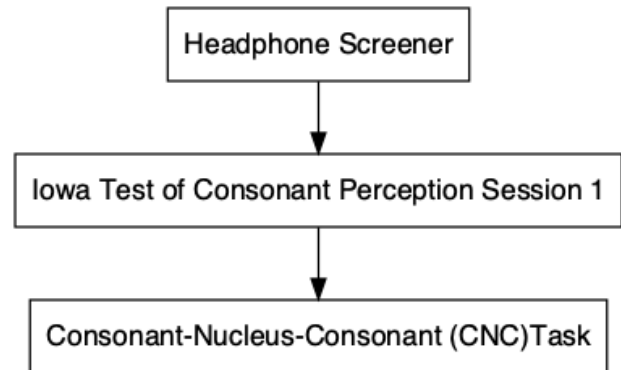 Headphone Screener
Iowa Test of Consonant Perception Session 1
Consonant-Nucleus-Consonant (CNC)Task